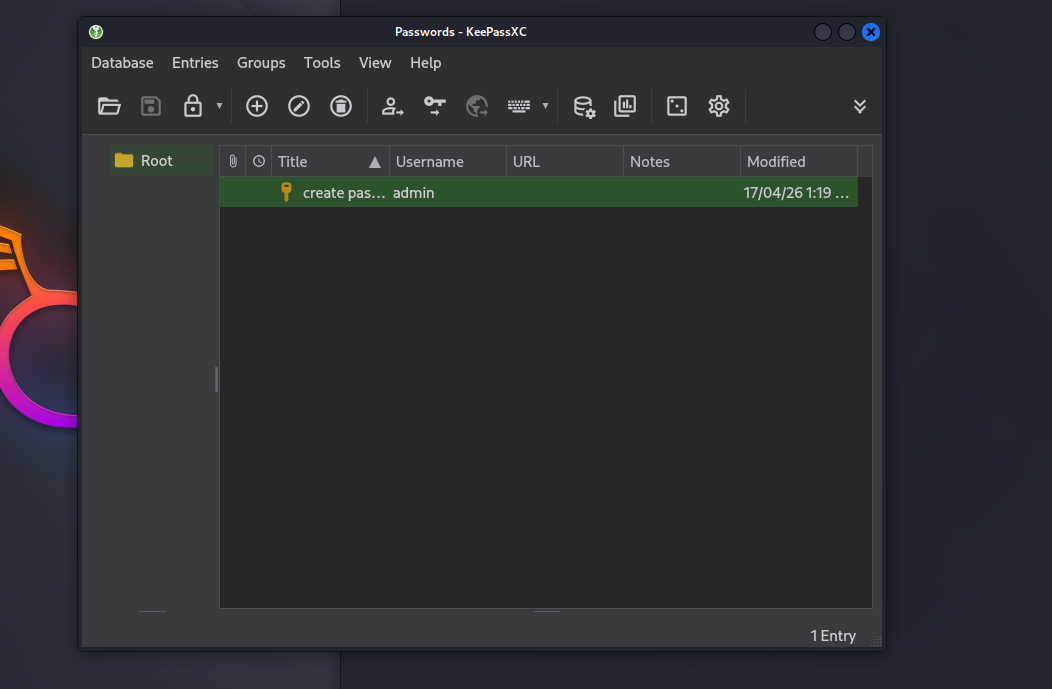 Passwords - KeePassXC
Database Entries Groups Tools View Help
Root
Title Username URL Notes Modified
create pas... admin 17/04/26 1:19 ...
1 Entry